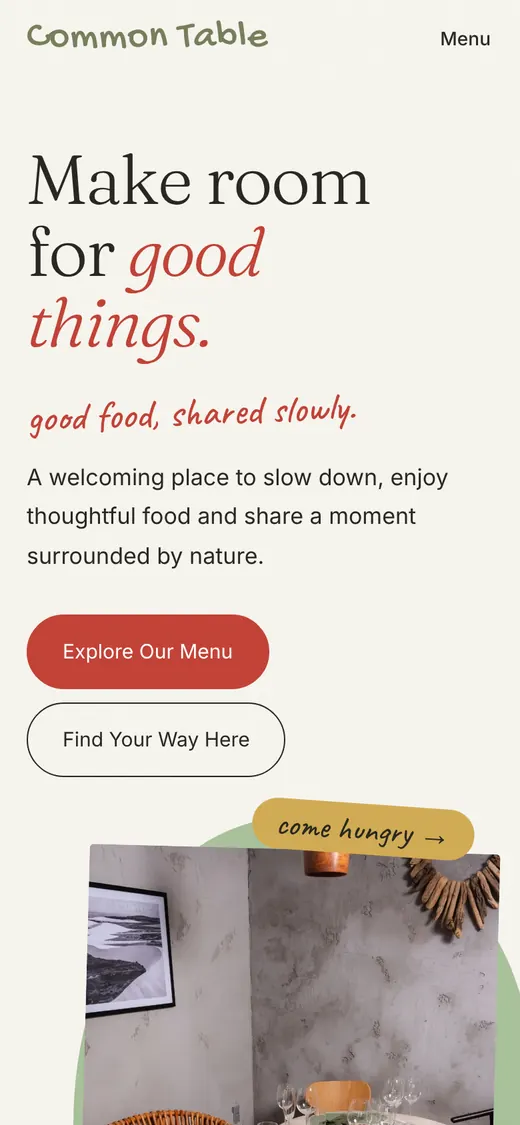 Common Table
Menu
Make room
for good
things.
good food, shared slowly.
A welcoming place to slow down, enjoy
thoughtful food and share a moment
surrounded by nature.
Explore Our Menu
Find Your Way Here
come hungry →